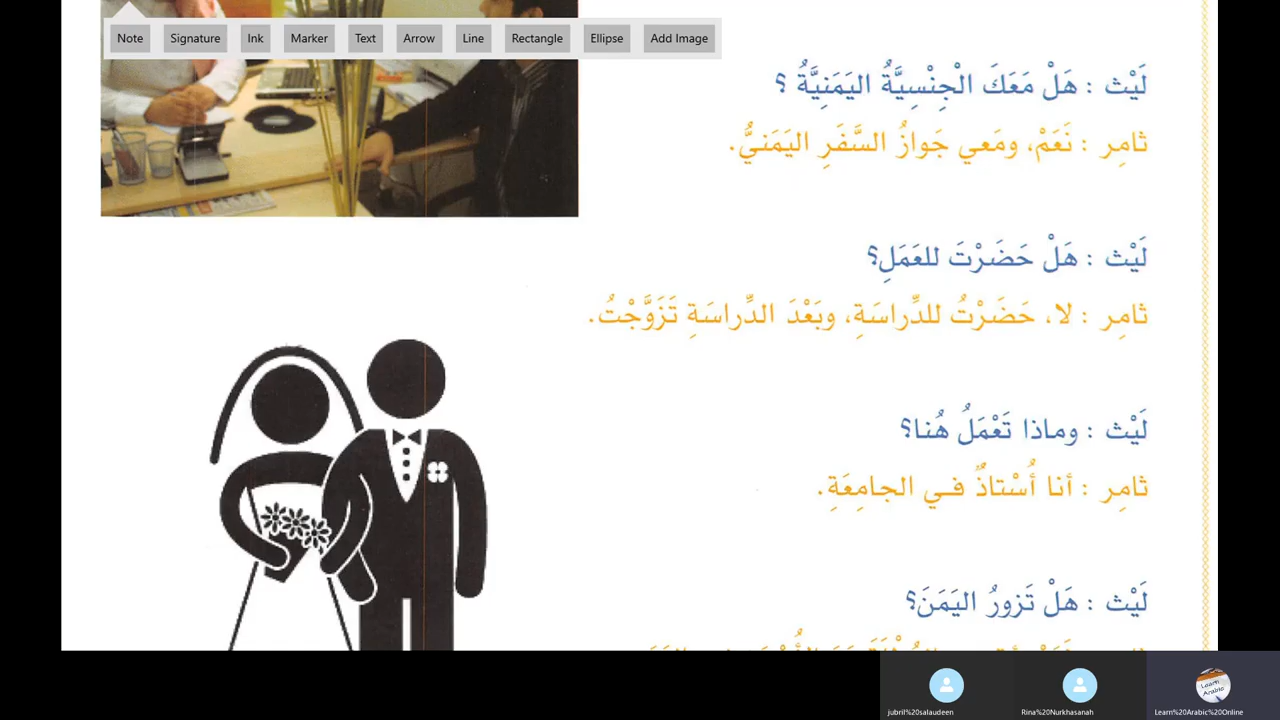 Note Signature Ink Marker Text Arrow Line Rectangle Ellipse Add Image
لَيْث : هَلْ مَعَكَ الْجِنْسِيَّةُ اليَمَنِيَّةُ ؟
ثامِر : نَعَمْ، ومَعي جَوازُ السَّفَرِ اليَمَنيُّ.
لَيْث : هَلْ حَضَرْتَ للعَمَلِ؟
ثامِر : لا، حَضَرْتُ للدِّراسَةِ، وبَعْدَ الدِّراسَةِ تَزَوَّجْتُ.
لَيْث : وماذا تَعْمَلُ هُنا؟
ثامِر : أنا أُسْتاذٌ في الجامِعَةِ.
لَيْث : هَلْ تَزورُ اليَمَنَ؟
Learn Arabic
jubril%20salaudeen
Rina%20Nurkhasanah
Learn%20Arabic%20Online